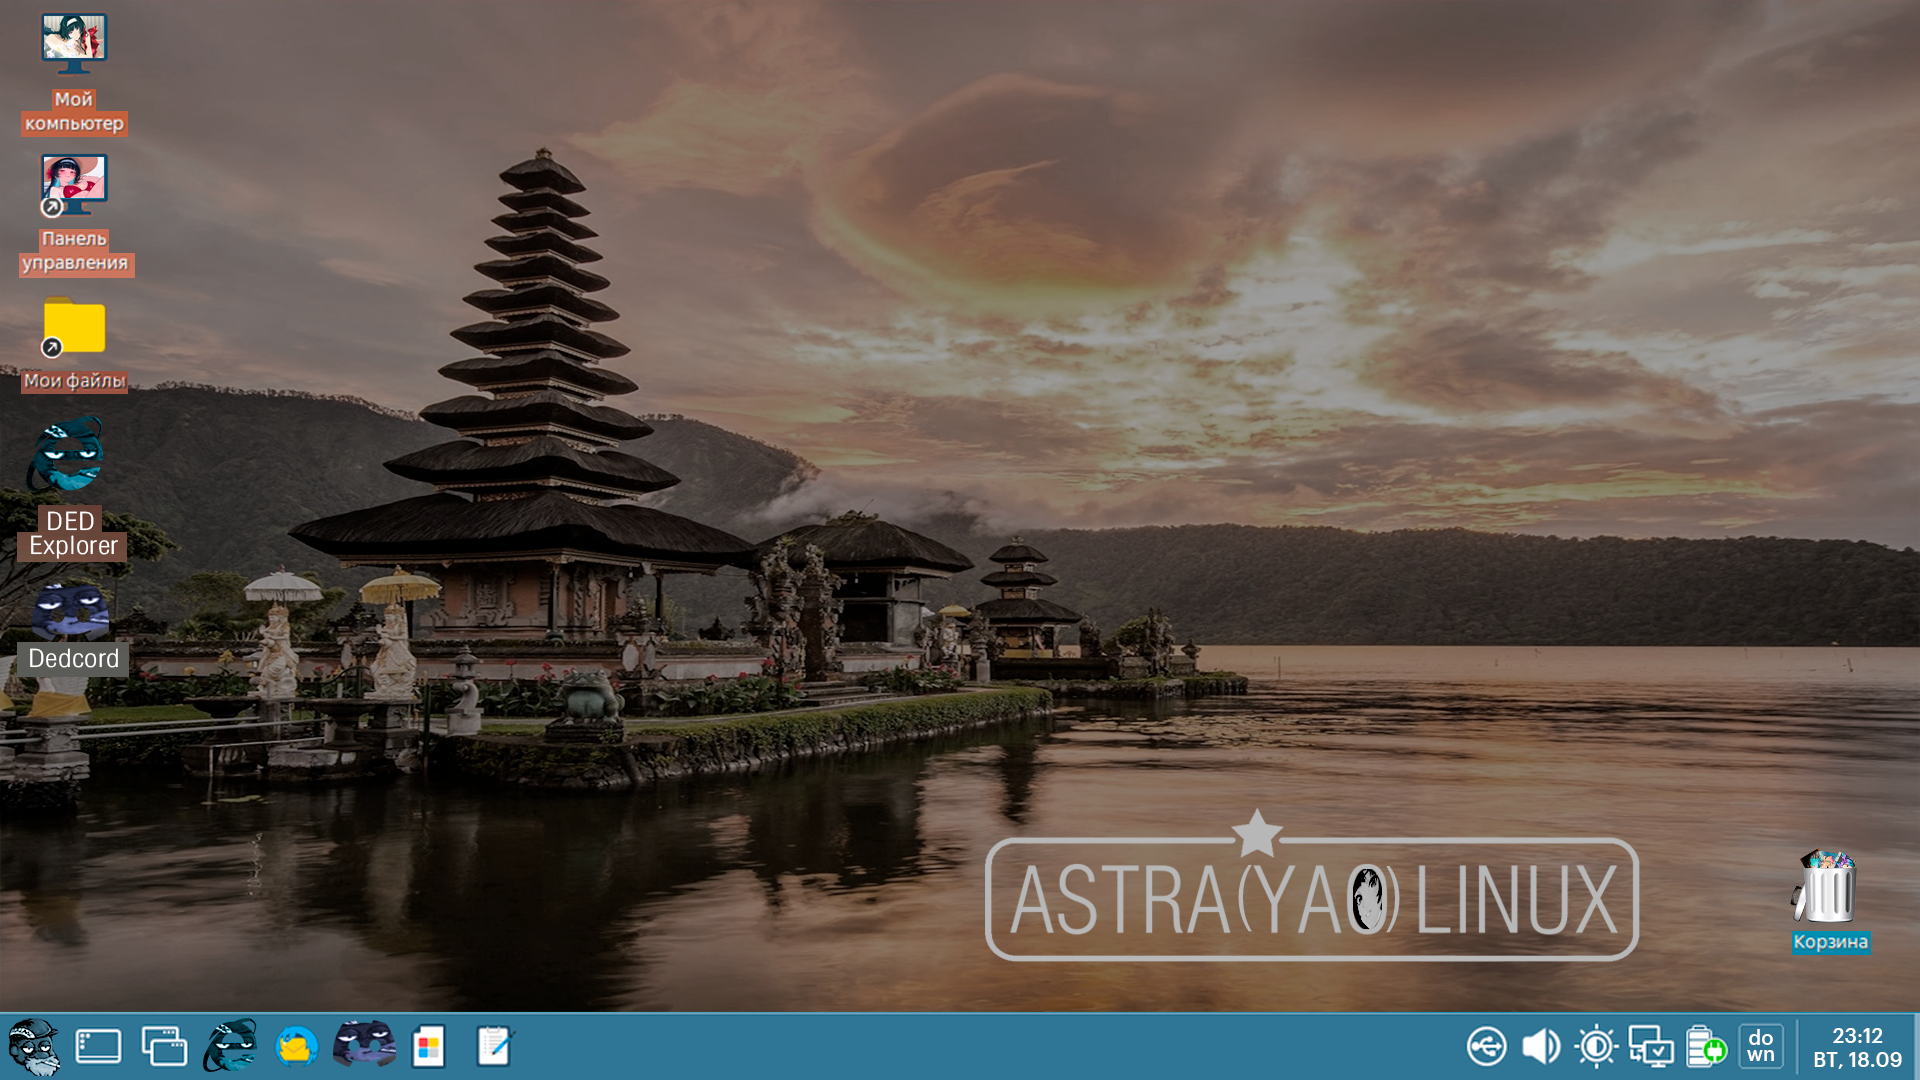 Мой
компьютер
Панель
управления
Мои файлы
DED
Explorer
Dedcord
ASTRA(YAO)LINUX
Корзина
do
wn
23:12
ВТ, 18.09